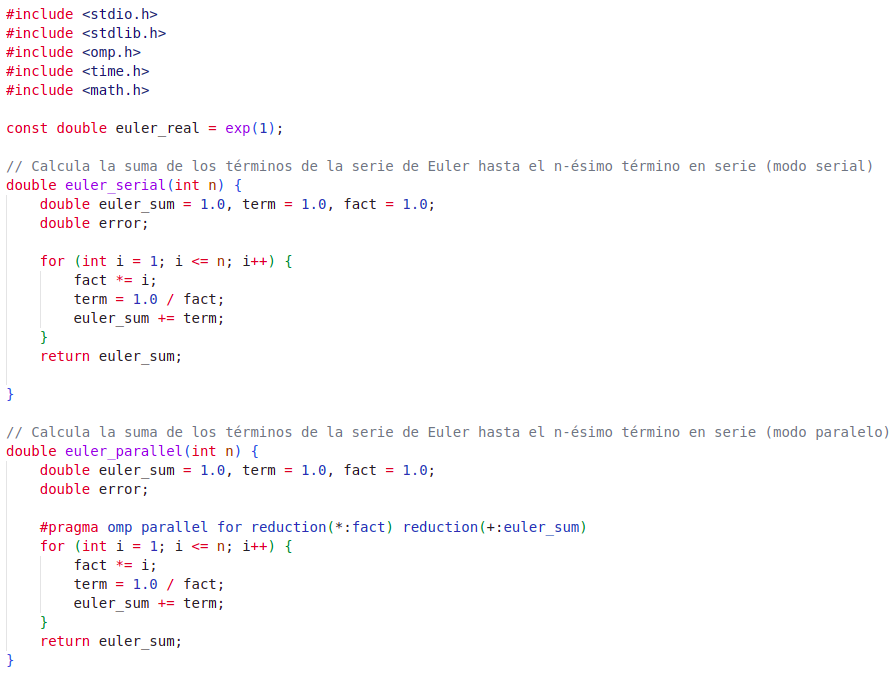 #include <stdio.h>
#include <stdlib.h>
#include <omp.h>
#include <time.h>
#include <math.h>
const double euler_real = exp(1);
// Calcula la suma de los términos de la serie de Euler hasta el n-ésimo término en serie (modo serial)
double euler_serial(int n) {
    double euler_sum = 1.0, term = 1.0, fact = 1.0;
    double error;
    for (int i = 1; i <= n; i++) {
        fact *= i;
        term = 1.0 / fact;
        euler_sum += term;
    }
    return euler_sum;
}
// Calcula la suma de los términos de la serie de Euler hasta el n-ésimo término en serie (modo paralelo)
double euler_parallel(int n) {
    double euler_sum = 1.0, term = 1.0, fact = 1.0;
    double error;
    #pragma omp parallel for reduction(*:fact) reduction(+:euler_sum)
    for (int i = 1; i <= n; i++) {
        fact *= i;
        term = 1.0 / fact;
        euler_sum += term;
    }
    return euler_sum;
}